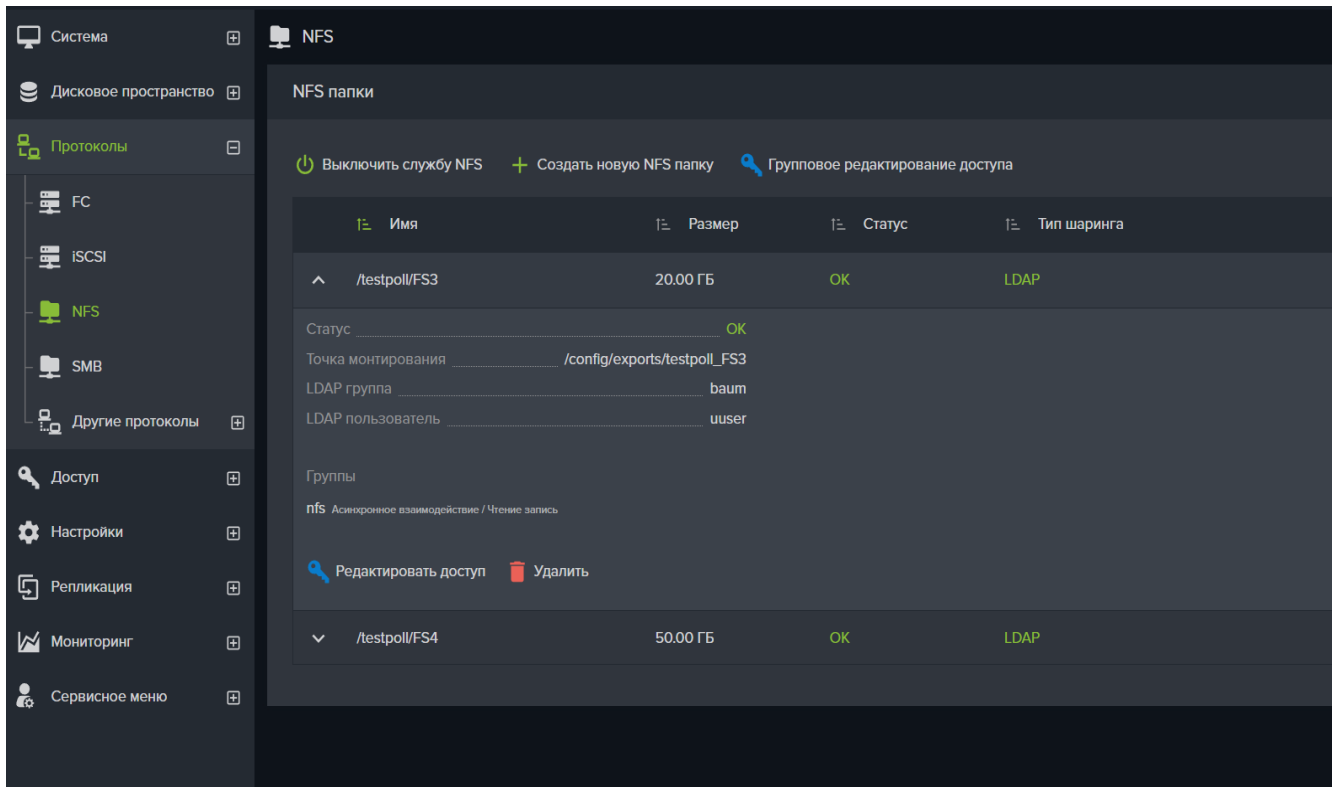 Система
NFS
Дисковое пространство
NFS папки
Протоколы
Выключить службу NFS
Создать новую NFS папку
Групповое редактирование доступа
FC
Имя
Размер
Статус
Тип шаринга
iSCSI
/testpoll/FS3
20.00 ГБ
OK
LDAP
NFS
Статус
OK
Точка монтирования
/config/exports/testpoll_FS3
SMB
LDAP группа
baum
Другие протоколы
LDAP пользователь
uuser
Доступ
Группы
nfs Асинхронное взаимодействие / Чтение запись
Настройки
Редактировать доступ
Удалить
Репликация
Мониторинг
/testpoll/FS4
50.00 ГБ
OK
LDAP
Сервисное меню